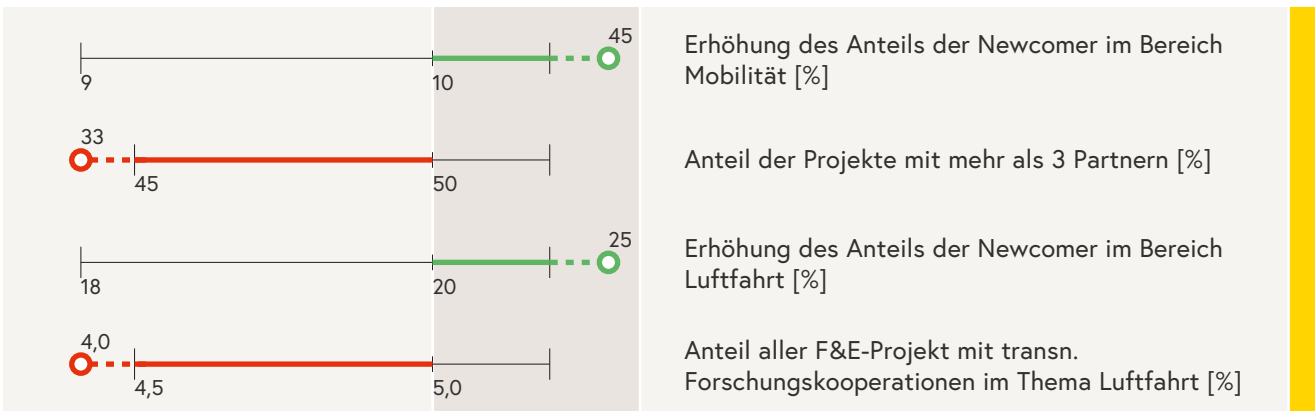 45
9
10
Erhöhung des Anteils der Newcomer im Bereich
Mobilität [%]
33
45
50
Anteil der Projekte mit mehr als 3 Partnern [%]
25
18
20
Erhöhung des Anteils der Newcomer im Bereich
Luftfahrt [%]
4,0
4,5
5,0
Anteil aller F&E-Projekt mit transn.
Forschungskooperationen im Thema Luftfahrt [%]